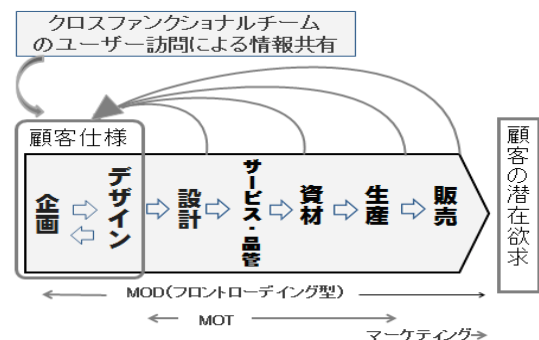 クロスファンクショナルチーム
のユーザー訪問による情報共有
顧客仕様
企画
デザイン
設計
サービス・品管
資材
生産
販売
顧客の潜在欲求
MOD(フロントローデイング型)
MOT
マーケティング